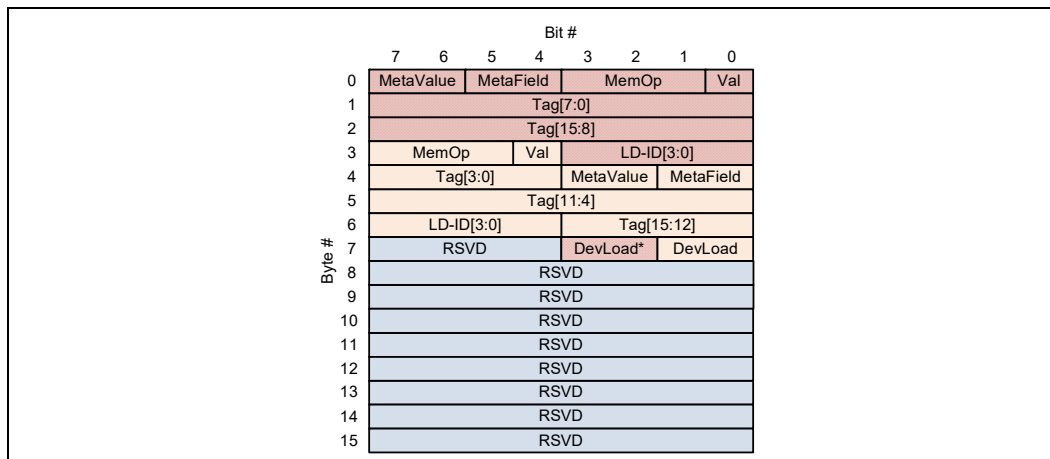 Bit #
7 6 5 4 3 2 1 0
0 MetaValue MetaField MemOp Val
1 Tag[7:0]
2 Tag[15:8]
3 MemOp Val LD-ID[3:0]
4 Tag[3:0] MetaValue MetaField
5 Tag[11:4]
6 LD-ID[3:0] Tag[15:12]
7 RSVD DevLoad* DevLoad
Byte #
8 RSVD
9 RSVD
10 RSVD
11 RSVD
12 RSVD
13 RSVD
14 RSVD
15 RSVD